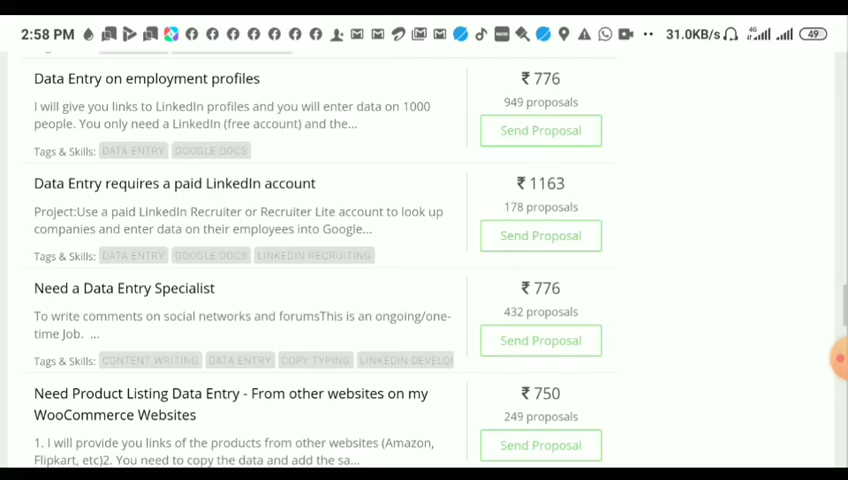 2:58 PM
31.0KB/s
4G
49
Data Entry on employment profiles
₹ 776
949 proposals
I will give you links to LinkedIn profiles and you will enter data on 1000
people. You only need a LinkedIn (free account) and the...
Send Proposal
Tags & Skills: DATA ENTRY GOOGLE DOCS
Data Entry requires a paid LinkedIn account
₹ 1163
178 proposals
Project:Use a paid LinkedIn Recruiter or Recruiter Lite account to look up
companies and enter data on their employees into Google...
Send Proposal
Tags & Skills: DATA ENTRY GOOGLE DOCS LINKEDIN RECRUITING
Need a Data Entry Specialist
₹ 776
432 proposals
To write comments on social networks and forumsThis is an ongoing/one-
time Job. ...
Send Proposal
Tags & Skills: CONTENT WRITING DATA ENTRY COPY TYPING LINKEDIN DEVELO
Need Product Listing Data Entry - From other websites on my
WooCommerce Websites
₹ 750
249 proposals
1. I will provide you links of the products from other websites (Amazon,
Flipkart, etc)2. You need to copy the data and add the sa...
Send Proposal